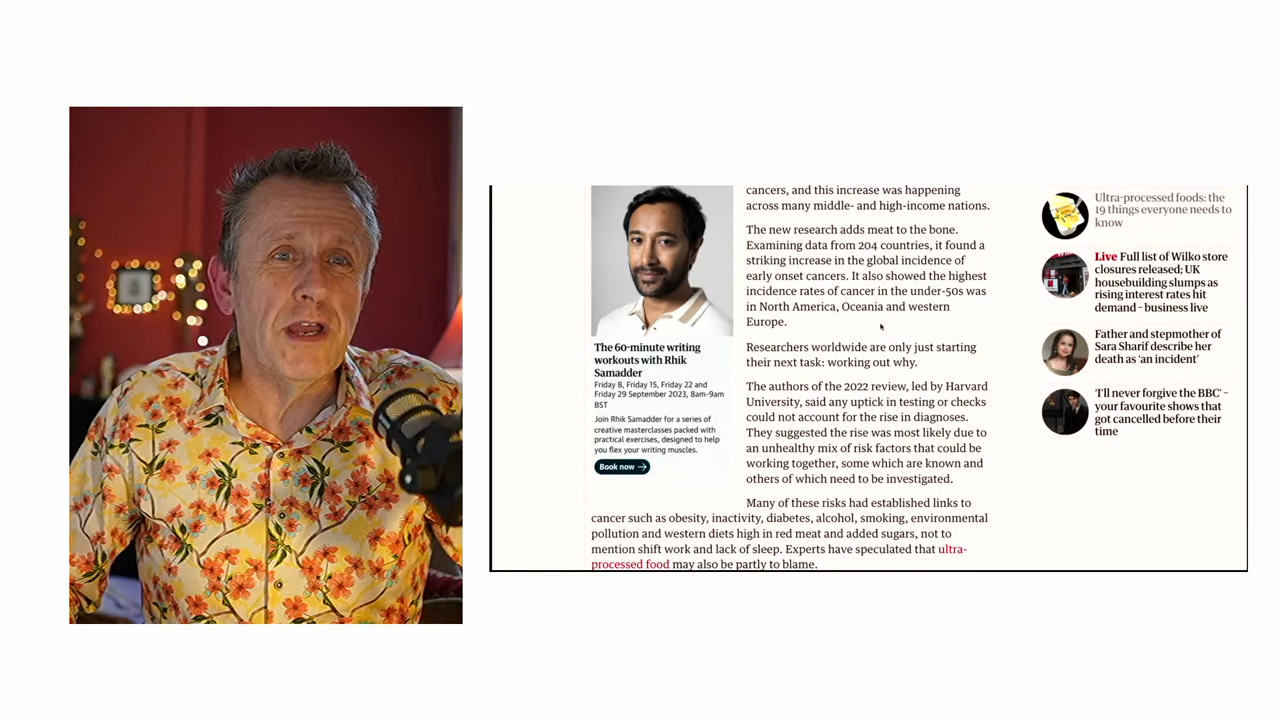 cancers, and this increase was happening
across many middle- and high-income nations.
The new research adds meat to the bone.
Examining data from 204 countries, it found a
striking increase in the global incidence of
early onset cancers. It also showed the highest
incidence rates of cancer in the under-50s was
in North America, Oceania and western
Europe.
Researchers worldwide are only just starting
their next task: working out why.
The authors of the 2022 review, led by Harvard
University, said any uptick in testing or checks
could not account for the rise in diagnoses.
They suggested the rise was most likely due to
an unhealthy mix of risk factors that could be
working together, some which are known and
others of which need to be investigated.
Many of these risks had established links to
cancer such as obesity, inactivity, diabetes, alcohol, smoking, environmental
pollution and western diets high in red meat and added sugars, not to
mention shift work and lack of sleep. Experts have speculated that ultra-
processed food may also be partly to blame.
The 60-minute writing
workouts with Rhik
Samadder
Friday 8, Friday 15, Friday 22 and
Friday 29 September 2023, 8am-9am
BST
Join Rhik Samadder for a series of
creative masterclasses packed with
practical exercises, designed to help
you flex your writing muscles.
Book now →
Ultra-processed foods: the
19 things everyone needs to
know
Live Full list of Wilko store
closures released; UK
housebuilding slumps as
rising interest rates hit
demand – business live
Father and stepmother of
Sara Sharif describe her
death as ‘an incident’
‘I’ll never forgive the BBC’ –
your favourite shows that
got cancelled before their
time